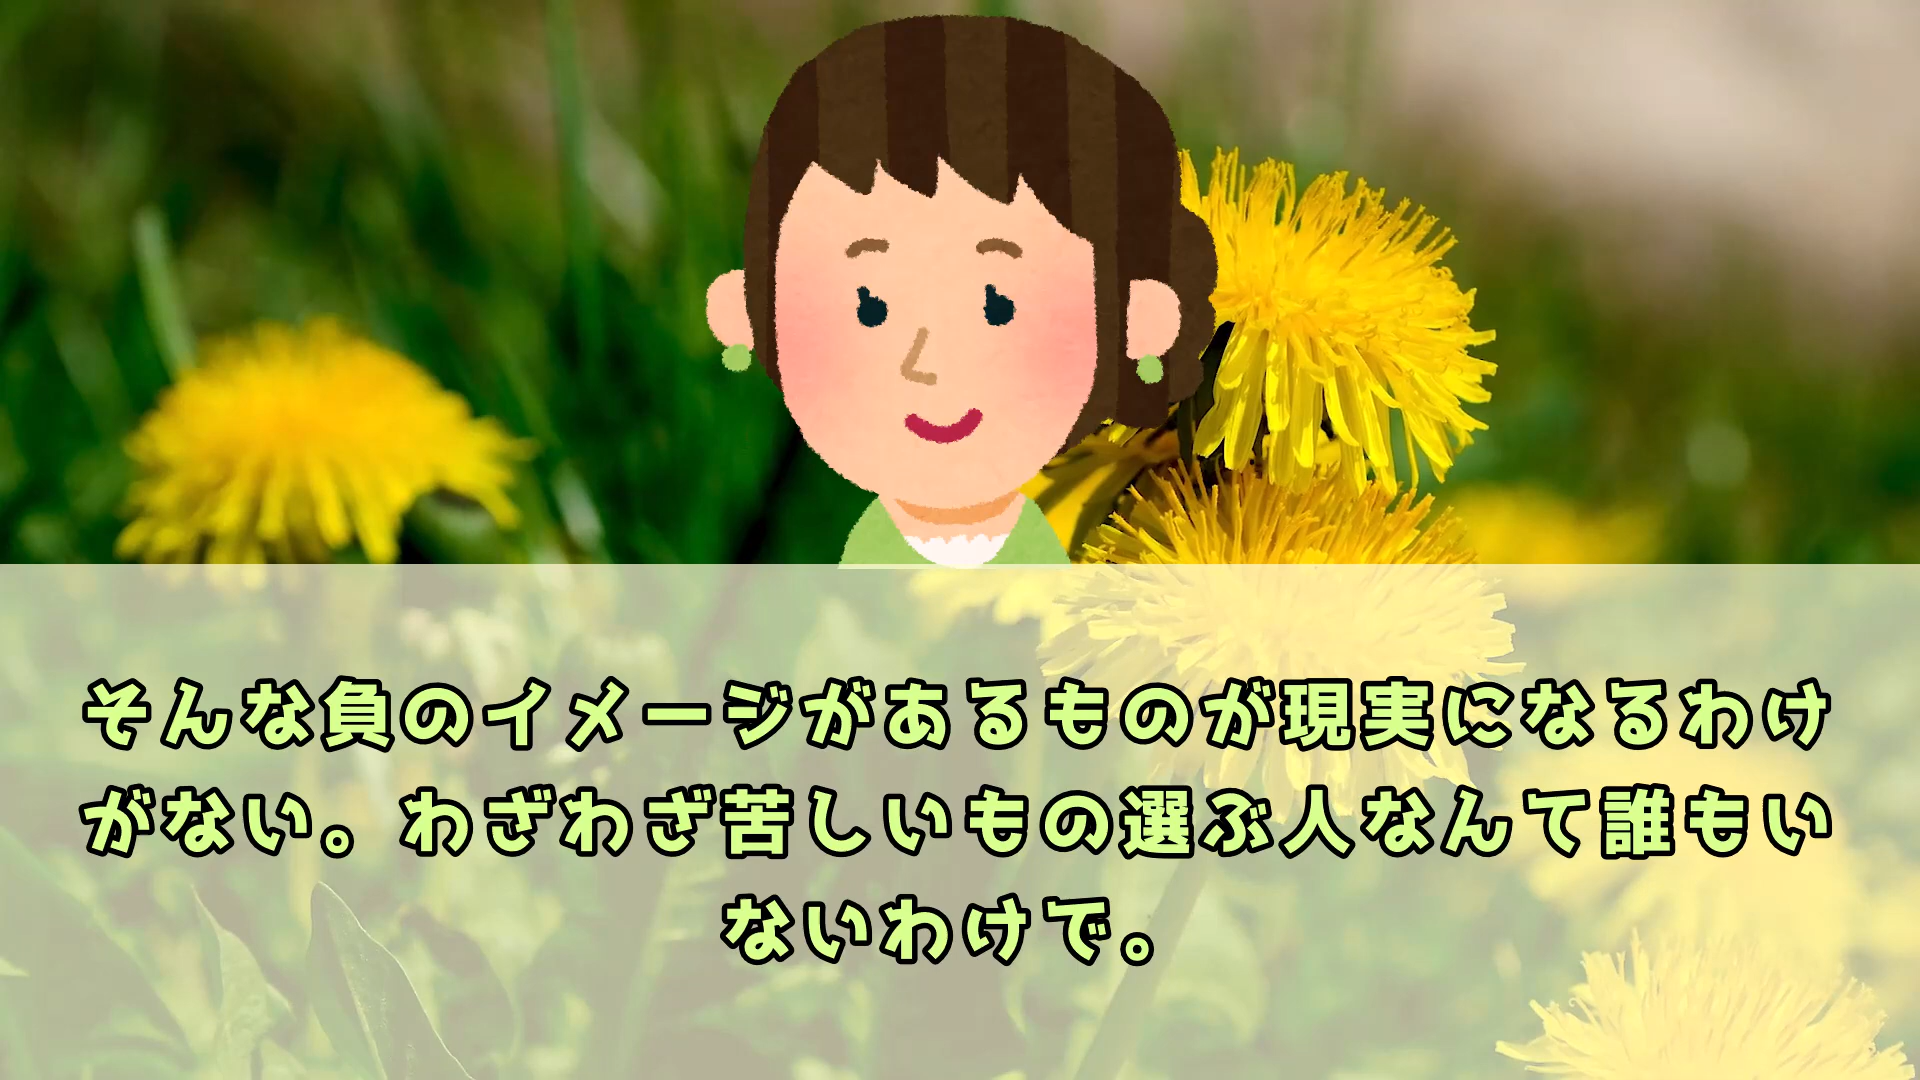 そんな負のイメージがあるものが現実になるわけ
がない。わざわざ苦しいもの選ぶ人なんて誰もい
ないわけで。